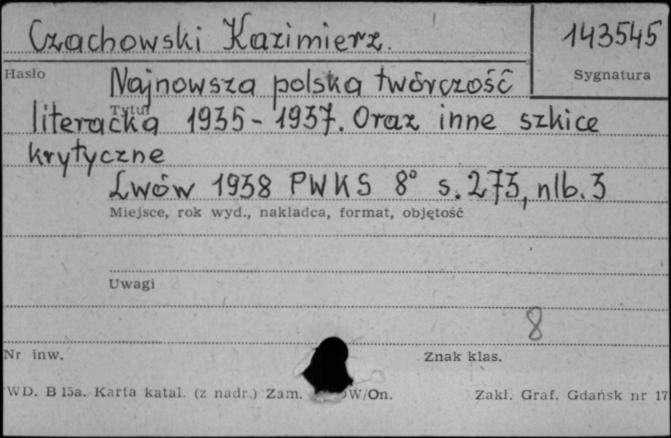 Czachowski Kazimierz.
143545
Hasło
Sygnatura
Najnowsza polska twórczość
Tytuł
literacka 1935-1937. Oraz inne szkice
krytyczne
Lwów 1938 PWKS 8° s. 273, nlb. 3
Miejsce, rok wyd., nakładca, format, objętość
Uwagi
8
Nr inw.
Znak klas.
WD. B 15a. Karta katal. (z nadr.) Zam. W/On.
Zakł. Graf. Gdańsk nr 17